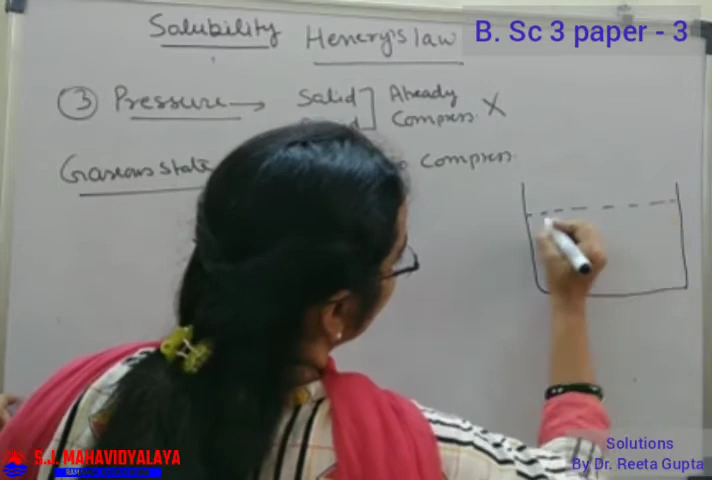 Solubility Henery's law
B. Sc 3 paper - 3
③ Pressure → Solid Already
Compress. X
Gaseous state Compress
Solutions
By Dr. Reeta Gupta
S.J. MAHAVIDYALAYA